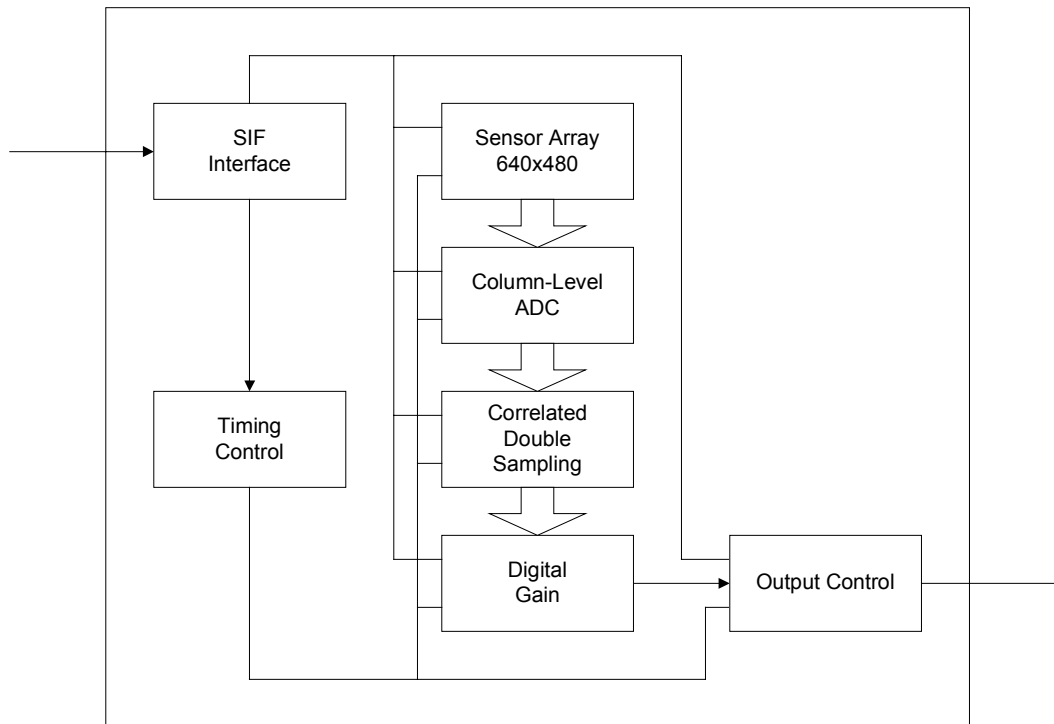 SIF
Interface
Sensor Array
640x480
Column-Level
ADC
Timing
Control
Correlated
Double
Sampling
Digital
Gain
Output Control